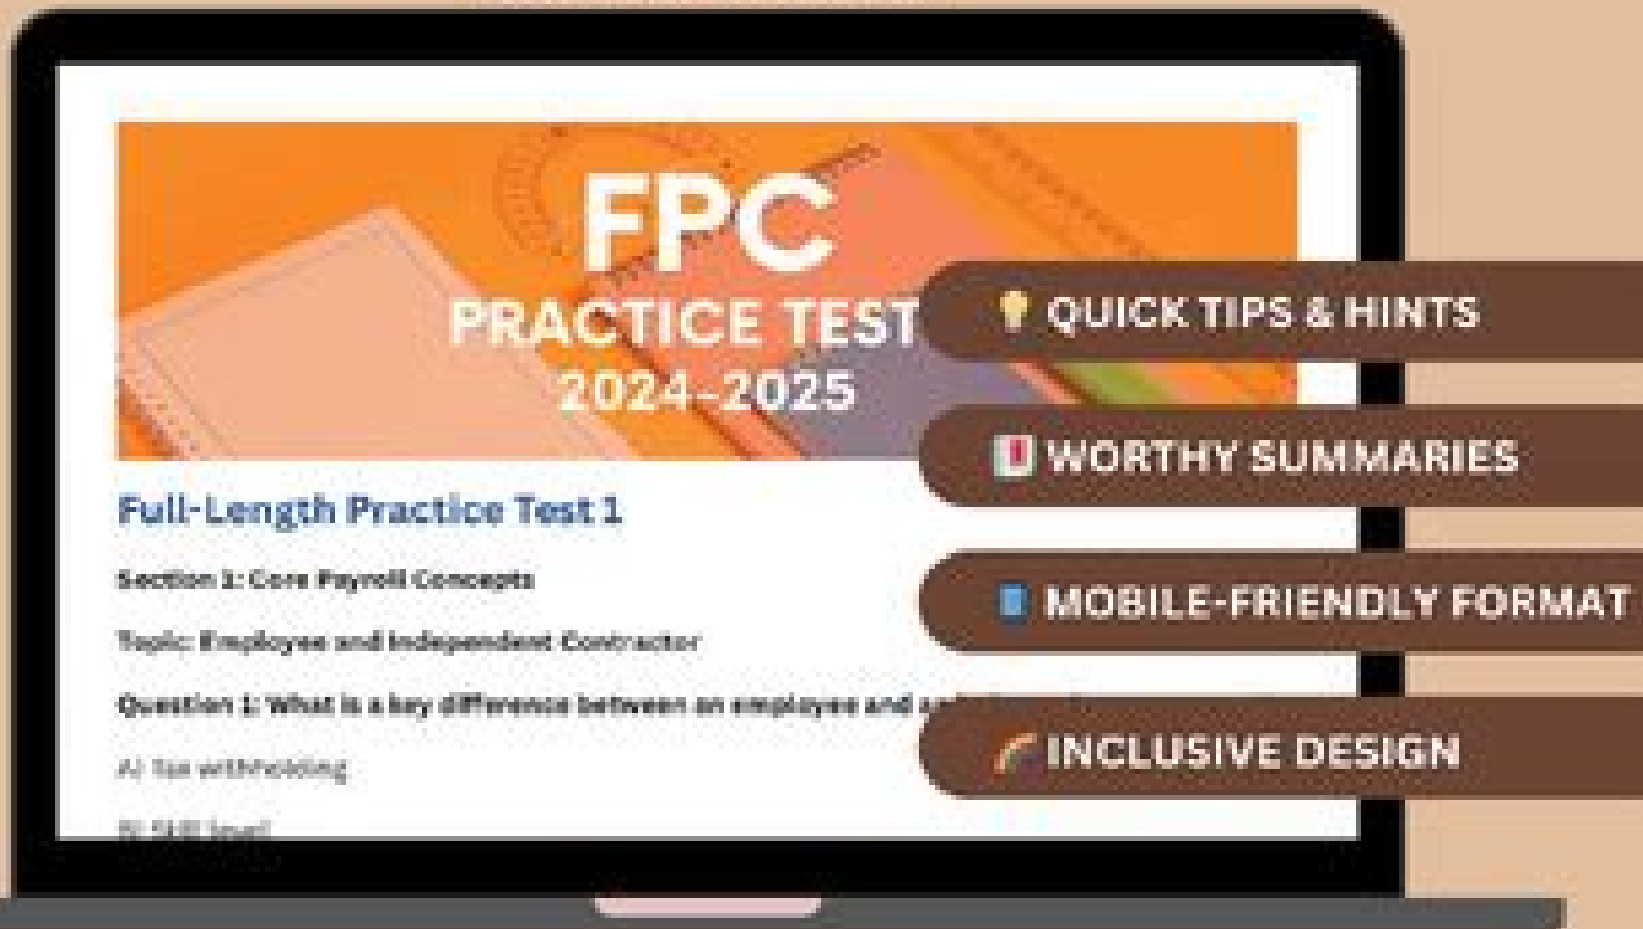 FPC
PRACTICE TEST
2024-2025
💡 QUICK TIPS & HINTS
WORTHY SUMMARIES
MOBILE-FRIENDLY FORMAT
INCLUSIVE DESIGN
Full-Length Practice Test 1
Section 1: Core Payroll Concepts
Topic: Employee and Independent Contractor
Question 1: What is a key difference between an employee and
A) Tax withholding
B) Skill level